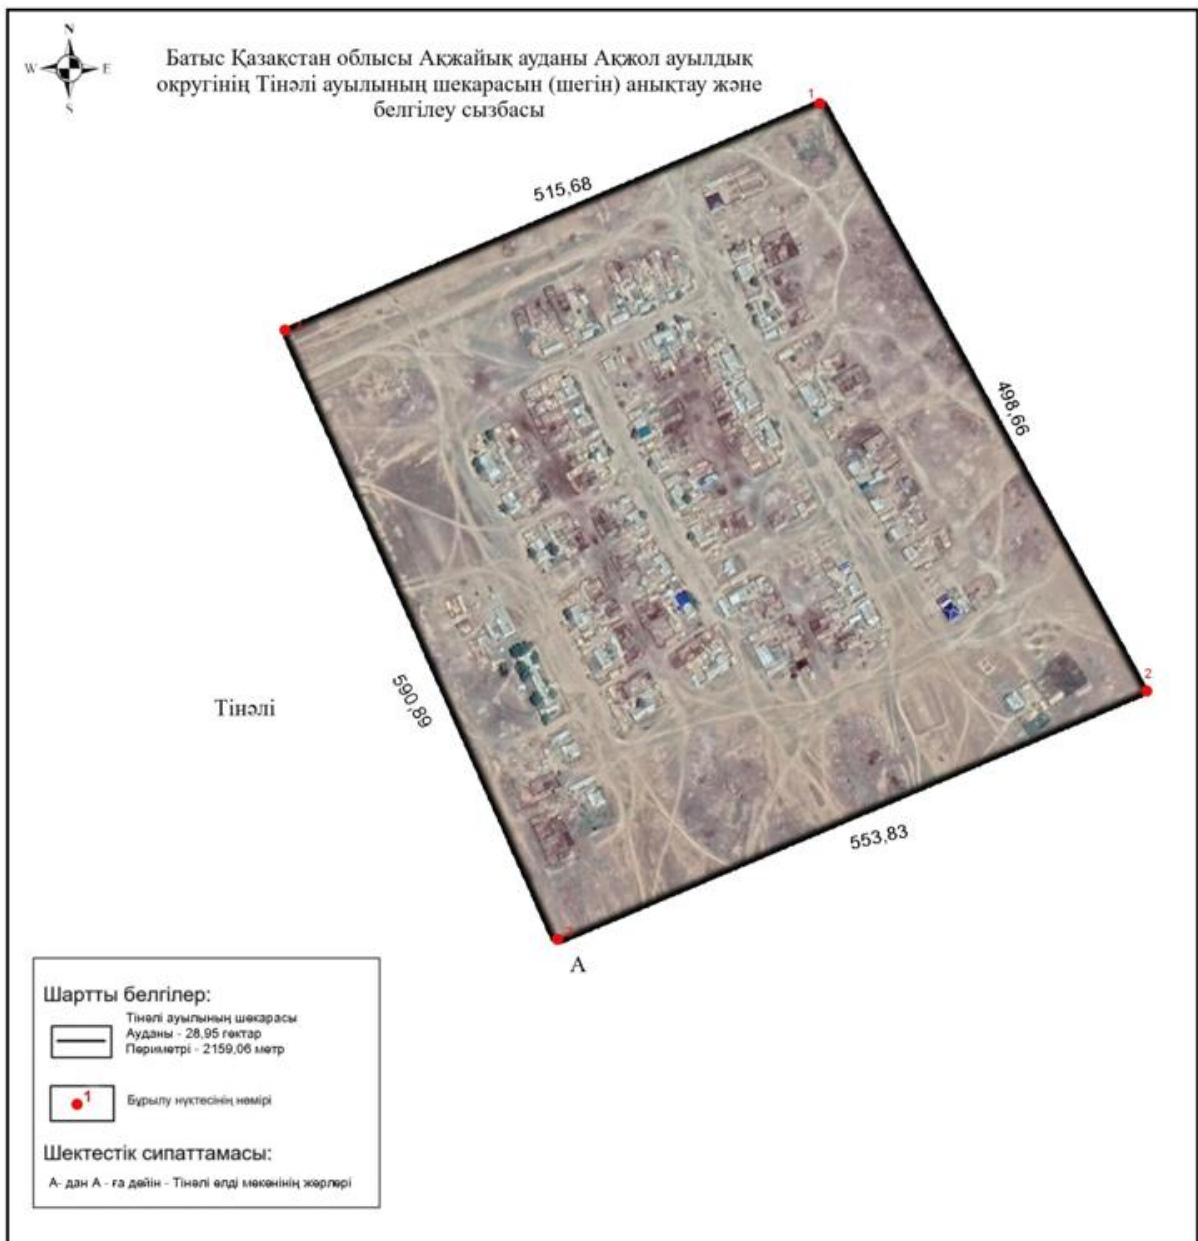 N
W E
S
Батыс Қазақстан облысы Ақжайық ауданы Ақжол ауылдық
округінің Тінәлі ауылының шекарасын (шегін) анықтау және
белгілеу сызбасы
1
515,68
498,66
2
590,89
Тінәлі
553,83
А
Шартты белгілер:
Тінәлі ауылының шекарасы
Ауданы - 28,95 гектар
Периметрі - 2159,06 метр
1
Бұрылу нүктесінің нөмірі
Шектестік сипаттамасы:
А- дан А - ға дейін - Тінәлі елді мекенінің жерлері